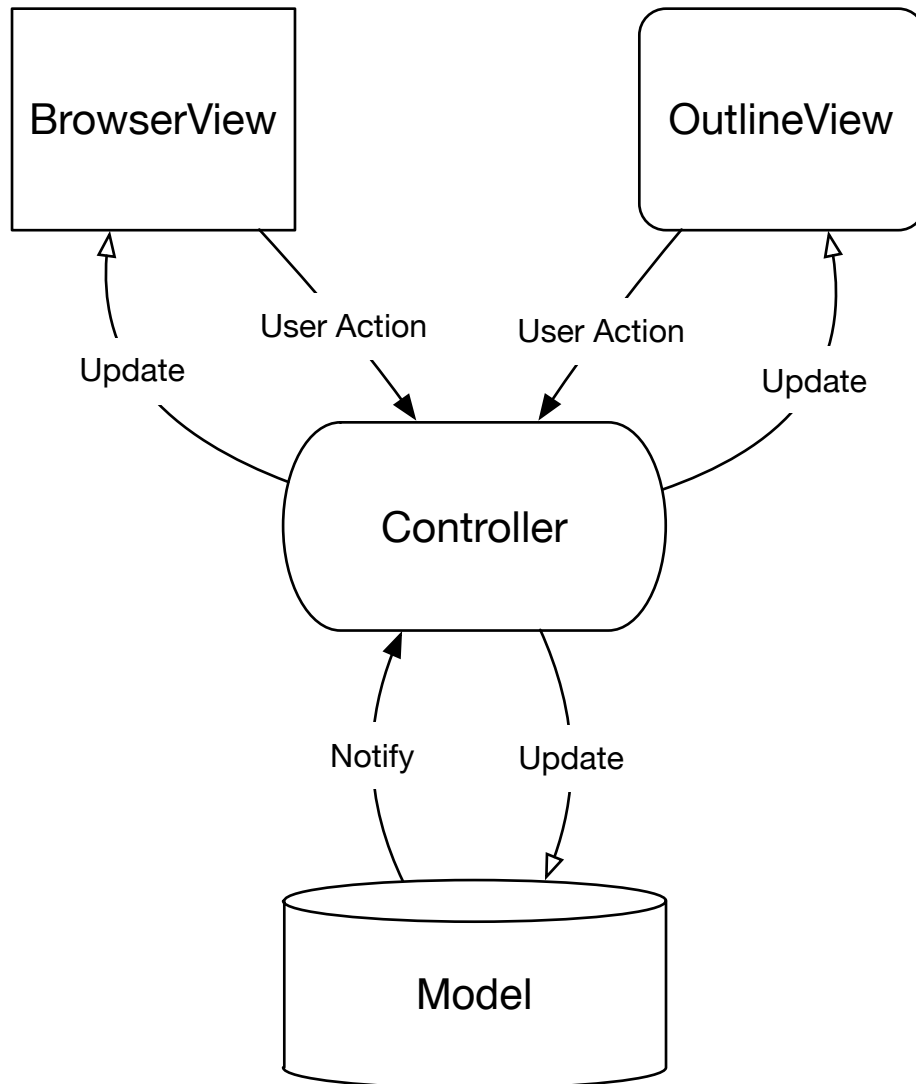 BrowserView
OutlineView
User Action
User Action
Update
Update
Controller
Notify
Update
Model